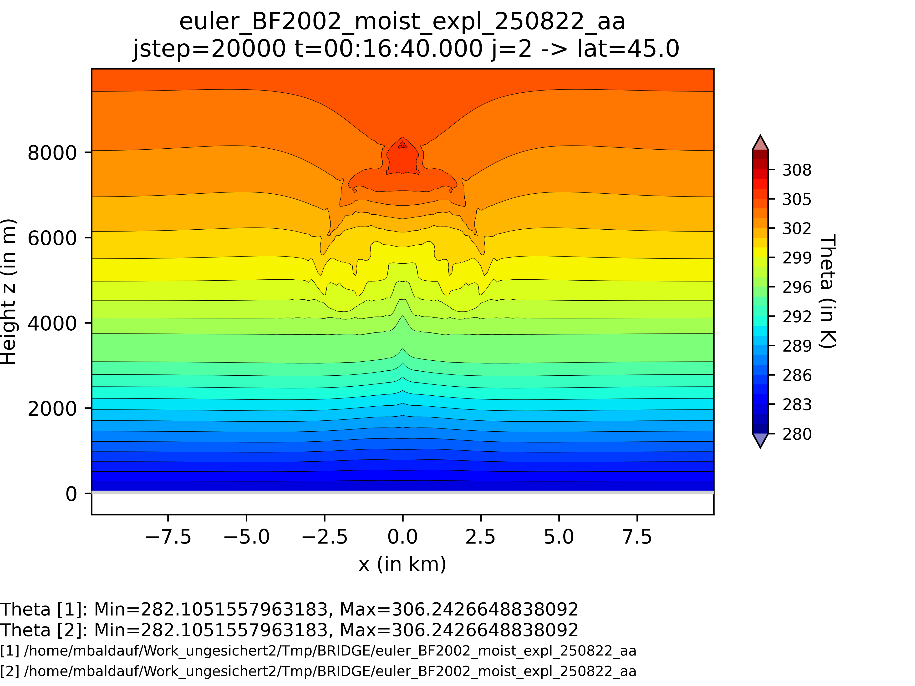 euler_BF2002_moist_expl_250822_aa
jstep=20000 t=00:16:40.000 j=2 -> lat=45.0
8000
6000
4000
2000
0
Height z (in m)
−7.5 −5.0 −2.5 0.0 2.5 5.0 7.5
x (in km)
308
305
302
299
296
292
289
286
283
280
Theta (in K)
Theta [1]: Min=282.1051557963183, Max=306.2426648838092
Theta [2]: Min=282.1051557963183, Max=306.2426648838092
[1] /home/mbaldauf/Work_ungesichert2/Tmp/BRIDGE/euler_BF2002_moist_expl_250822_aa
[2] /home/mbaldauf/Work_ungesichert2/Tmp/BRIDGE/euler_BF2002_moist_expl_250822_aa